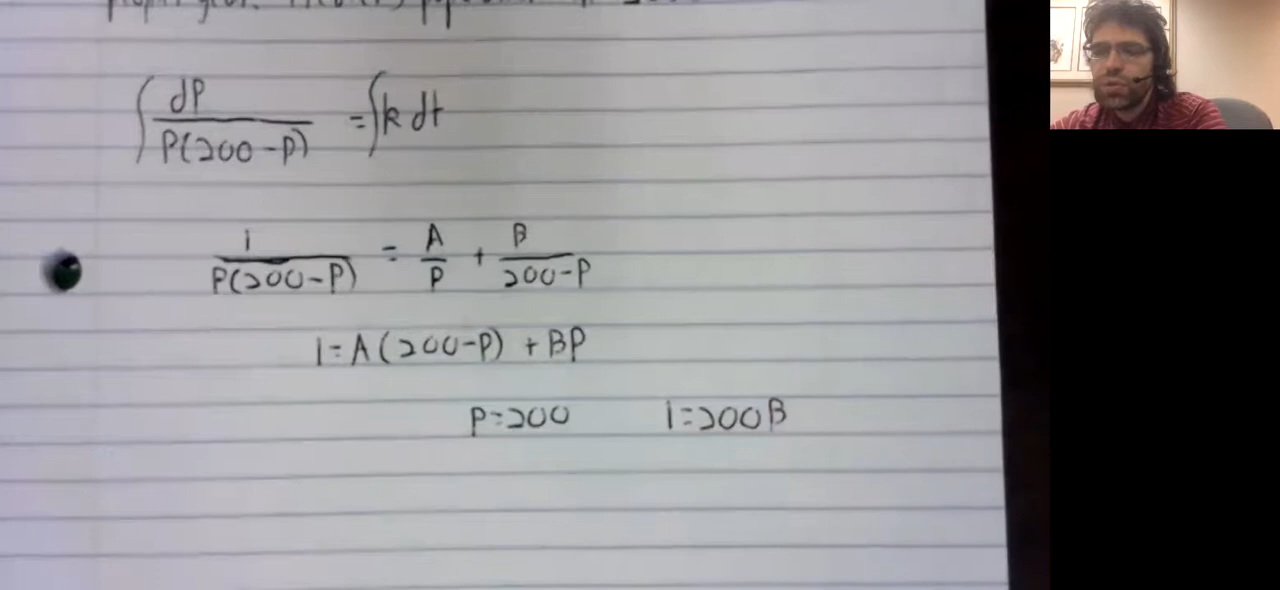 ∫ dP / P(200-P) = ∫ k dt
1 / P(200-P) = A / P + B / 200-P
1 = A(200-P) + BP
P=200 1=200B